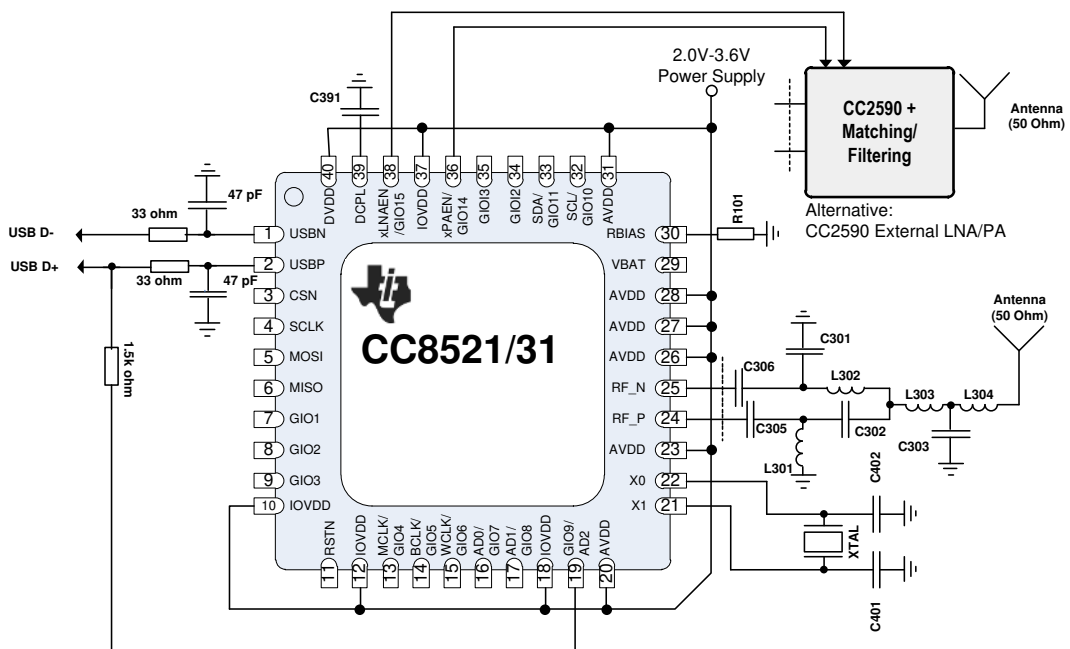 2.0V-3.6V
Power Supply
C391
CC2590 +
Matching/
Filtering
Antenna
(50 Ohm)
Alternative:
CC2590 External LNA/PA
40
39
38
37
36
35
34
33
32
31
DVDD
DCPL
xLNAEN
/GIO15
IOVDD
xPAEN/
GIO14
GIOI3
GIOI2
SDA/
GIO11
SCL/
GIO10
AVDD
47 pF
33 ohm
USB D-
USB D+
33 ohm
47 pF
1.5k ohm
1 USBN
2 USBP
3 CSN
4 SCLK
5 MOSI
6 MISO
7 GIO1
8 GIO2
9 GIO3
10 IOVDD
CC8521/31
RBIAS 30
VBAT 29
AVDD 28
AVDD 27
AVDD 26
RF_N 25
RF_P 24
AVDD 23
X0 22
X1 21
R101
C301
C306
L302
C305
C302
L301
L303
L304
C303
Antenna
(50 Ohm)
C402
XTAL
C401
RSTN
IOVDD
MCLK/
GIO4
BCLK/
GIO5
WCLK/
GIO6
AD0/
GIO7
AD1/
GIO8
IOVDD
GIO9/
AD2
AVDD
11
12
13
14
15
16
17
18
19
20